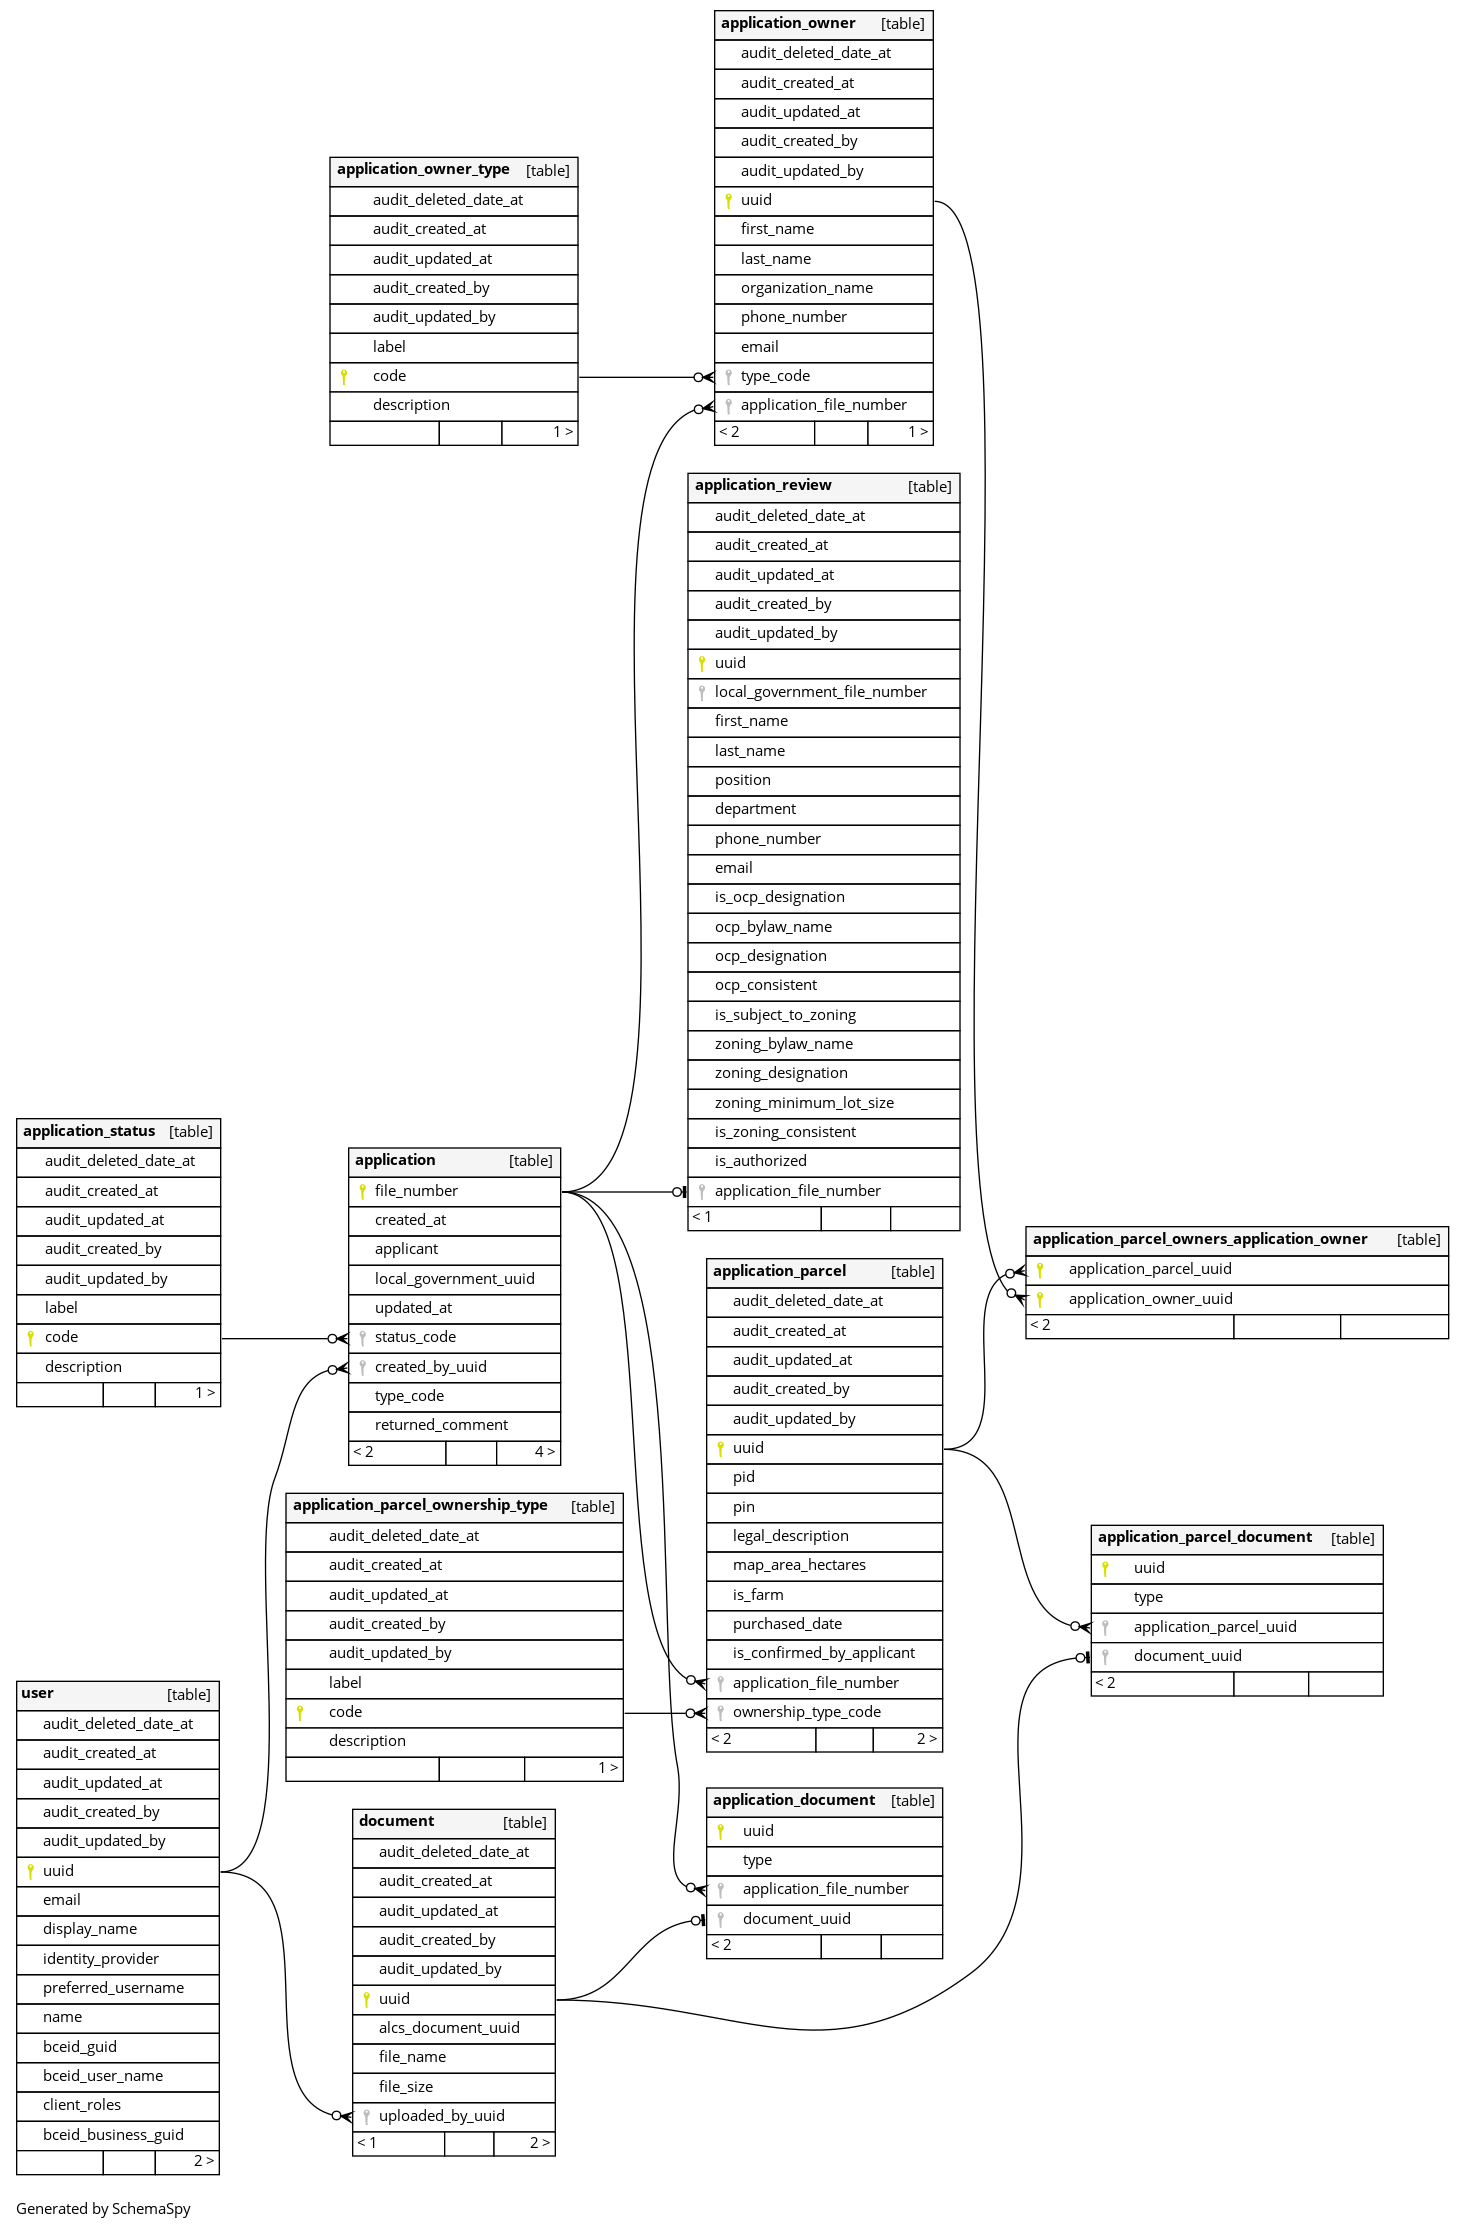 application_owner [table]
audit_deleted_date_at
audit_created_at
audit_updated_at
audit_created_by
audit_updated_by
uuid
first_name
last_name
organization_name
phone_number
email
type_code
application_file_number
< 2 1 >
application_owner_type [table]
audit_deleted_date_at
audit_created_at
audit_updated_at
audit_created_by
audit_updated_by
label
code
description
1 >
application_review [table]
audit_deleted_date_at
audit_created_at
audit_updated_at
audit_created_by
audit_updated_by
uuid
local_government_file_number
first_name
last_name
position
department
phone_number
email
is_ocp_designation
ocp_bylaw_name
ocp_designation
ocp_consistent
is_subject_to_zoning
zoning_bylaw_name
zoning_designation
zoning_minimum_lot_size
is_zoning_consistent
is_authorized
application_file_number
< 1
application_status [table]
audit_deleted_date_at
audit_created_at
audit_updated_at
audit_created_by
audit_updated_by
label
code
description
1 >
application [table]
file_number
created_at
applicant
local_government_uuid
updated_at
status_code
created_by_uuid
type_code
returned_comment
< 2 4 >
application_parcel_owners_application_owner [table]
application_parcel_uuid
application_owner_uuid
< 2
application_parcel [table]
audit_deleted_date_at
audit_created_at
audit_updated_at
audit_created_by
audit_updated_by
uuid
pid
pin
legal_description
map_area_hectares
is_farm
purchased_date
is_confirmed_by_applicant
application_file_number
ownership_type_code
< 2 2 >
application_parcel_ownership_type [table]
audit_deleted_date_at
audit_created_at
audit_updated_at
audit_created_by
audit_updated_by
label
code
description
1 >
application_parcel_document [table]
uuid
type
application_parcel_uuid
document_uuid
< 2
user [table]
audit_deleted_date_at
audit_created_at
audit_updated_at
audit_created_by
audit_updated_by
uuid
email
display_name
identity_provider
preferred_username
name
bceid_guid
bceid_user_name
client_roles
bceid_business_guid
2 >
document [table]
audit_deleted_date_at
audit_created_at
audit_updated_at
audit_created_by
audit_updated_by
uuid
alcs_document_uuid
file_name
file_size
uploaded_by_uuid
< 1 2 >
application_document [table]
uuid
type
application_file_number
document_uuid
< 2
Generated by SchemaSpy